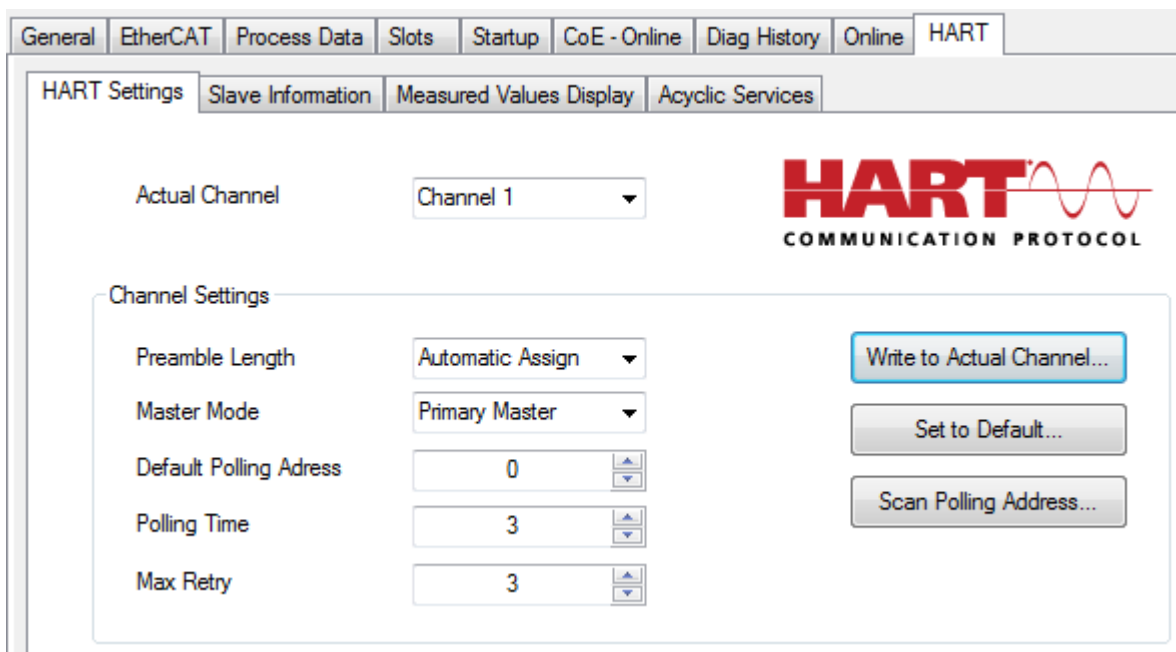 General EtherCAT Process Data Slots Startup CoE - Online Diag History Online HART
HART Settings Slave Information Measured Values Display Acyclic Services
Actual Channel Channel 1
HART
COMMUNICATION PROTOCOL
Channel Settings
Preamble Length Automatic Assign Write to Actual Channel...
Master Mode Primary Master Set to Default...
Default Polling Adress 0
Scan Polling Address...
Polling Time 3
Max Retry 3